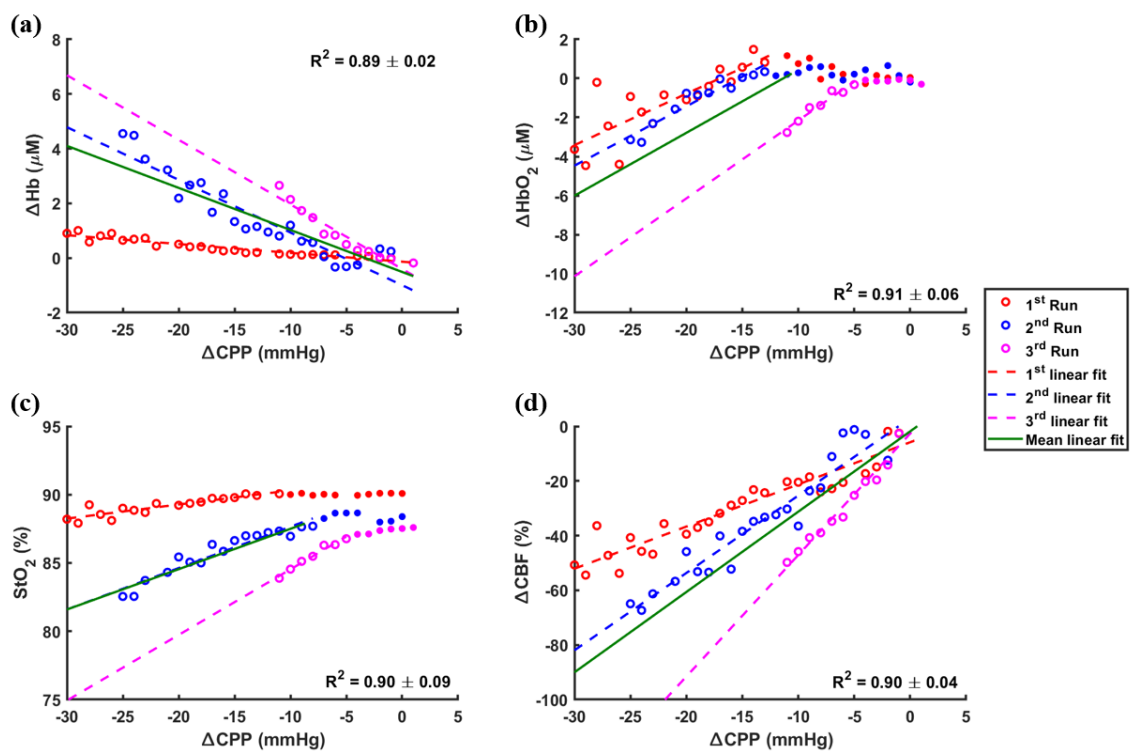 (a)
8
6
4
2
0
-2
ΔHb (μM)
R² = 0.89 ± 0.02
-30 -25 -20 -15 -10 -5 0 5
ΔCPP (mmHg)
(b)
2
0
-2
-4
-6
-8
-10
-12
ΔHbO₂ (μM)
R² = 0.91 ± 0.06
-30 -25 -20 -15 -10 -5 0 5
ΔCPP (mmHg)
(c)
95
90
85
80
75
StO₂ (%)
R² = 0.90 ± 0.09
-30 -25 -20 -15 -10 -5 0 5
ΔCPP (mmHg)
(d)
0
-20
-40
-60
-80
-100
ΔCBF (%)
R² = 0.90 ± 0.04
-30 -25 -20 -15 -10 -5 0 5
ΔCPP (mmHg)
1st Run
2nd Run
3rd Run
1st linear fit
2nd linear fit
3rd linear fit
Mean linear fit